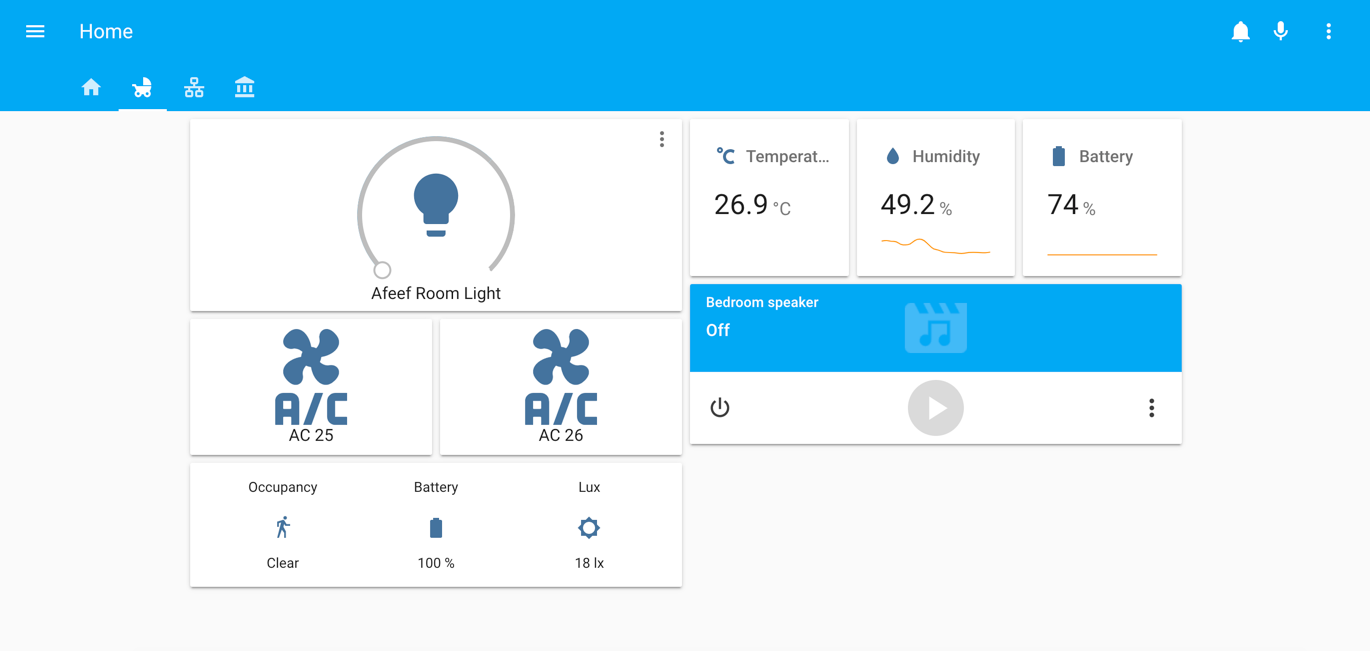 Home
Afeef Room Light
℃ Temperat...
26.9 °C
Humidity
49.2 %
Battery
74 %
Bedroom speaker
Off
A/C
AC 25
A/C
AC 26
Occupancy Battery Lux
Clear 100 % 18 lx